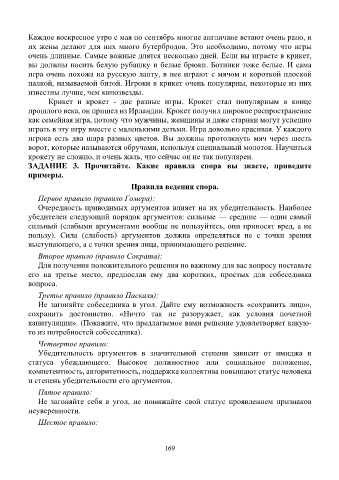 Каждое воскресное утро с мая по сентябрь многие англичане встают очень рано, и
их жены делают для них много бутербродов. Это необходимо, потому что игры
очень длинные. Самые важные длятся несколько дней. Если вы играете в крикет,
вы должны носить белую рубашку и белые брюки. Ботинки тоже белые. И сама
игра очень похожа на русскую лапту, в нее играют с мячом и короткой плоской
палкой, называемой битой. Игроки в крикет очень популярны, некоторые из них
известны лучше, чем кинозвезды.
Крикет и крокет - две разные игры. Крокет стал популярным в конце
прошлого века, он пришел из Ирландии. Крокет получил широкое распространение
как семейная игра, потому что мужчины, женщины и даже старики могут успешно
играть в эту игру вместе с маленькими детьми. Игра довольно красивая. У каждого
игрока есть два шара разных цветов. Вы должны протолкнуть мяч через шесть
ворот, которые называются обручами, используя специальный молоток. Научиться
крокету не сложно, и очень жаль, что сейчас он не так популярен.
ЗАДАНИЕ 3. Прочитайте. Какие правила спора вы знаете, приведите
примеры.
Правила ведения спора.
Первое правило (правило Гомера):
Очередность приводимых аргументов влияет на их убедительность. Наиболее
убедителен следующий порядок аргументов: сильные — средние — один самый
сильный (слабыми аргументами вообще не пользуйтесь, они приносят вред, а не
пользу). Сила (слабость) аргументов должна определяться не с точки зрения
выступающего, а с точки зрения лица, принимающего решение.
Второе правило (правило Сократа):
Для получения положительного решения по важному для вас вопросу поставьте
его на третье место, предпослав ему два коротких, простых для собеседника
вопроса.
Третье правило (правило Паскаля):
Не загоняйте собеседника в угол. Дайте ему возможность «сохранить лицо»,
сохранить достоинство. «Ничто так не разоружает, как условия почетной
капитуляции». (Покажите, что предлагаемое вами решение удовлетворяет какую-
то из потребностей собеседника).
Четвертое правило:
Убедительность аргументов в значительной степени зависит от имиджа и
статуса убеждающего. Высокое должностное или социальное положение,
компетентность, авторитетность, поддержка коллектива повышают статус человека
и степень убедительности его аргументов.
Пятое правило:
Не загоняйте себя в угол, не понижайте свой статус проявлением признаков
неуверенности.
Шестое правило:
169